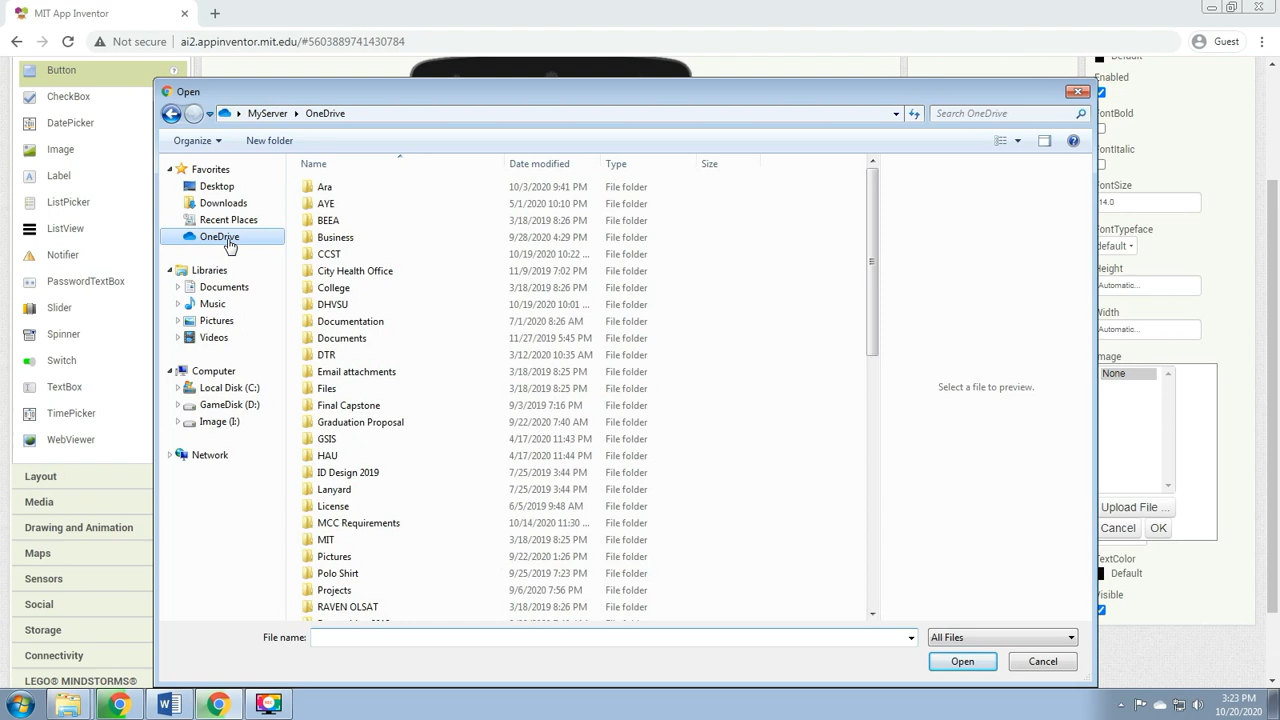 MIT App Inventor
Not secure
ai2.appinventor.mit.edu/#5603889741430784
Guest
Button
CheckBox
DatePicker
Image
Label
ListPicker
ListView
Notifier
PasswordTextBox
Slider
Spinner
Switch
TextBox
TimePicker
WebViewer
Layout
Media
Drawing and Animation
Maps
Sensors
Social
Storage
Connectivity
LEGO® MINDSTORMS®
Open
MyServer
OneDrive
Search OneDrive
Organize
New folder
Favorites
Desktop
Downloads
Recent Places
OneDrive
Libraries
Documents
Music
Pictures
Videos
Computer
Local Disk (C:)
GameDisk (D:)
Image (I:)
Network
Name Date modified Type Size
Ara 10/3/2020 9:41 PM File folder
AYE 5/1/2020 10:10 PM File folder
BEEA 3/18/2019 8:26 PM File folder
Business 9/28/2020 4:29 PM File folder
CCST 10/19/2020 10:22 ... File folder
City Health Office 11/9/2019 7:02 PM File folder
College 3/18/2019 8:26 PM File folder
DHVSU 10/19/2020 10:01 ... File folder
Documentation 7/1/2020 8:26 AM File folder
Documents 11/27/2019 5:45 PM File folder
DTR 3/12/2020 10:35 AM File folder
Email attachments 3/18/2019 8:25 PM File folder
Files 3/18/2019 8:25 PM File folder
Final Capstone 9/3/2019 7:16 PM File folder
Graduation Proposal 9/22/2020 7:40 AM File folder
GSIS 4/17/2020 11:43 PM File folder
HAU 4/17/2020 11:44 PM File folder
ID Design 2019 7/25/2019 3:44 PM File folder
Lanyard 7/25/2019 3:44 PM File folder
License 6/5/2019 9:48 AM File folder
MCC Requirements 10/14/2020 11:30 ... File folder
MIT 3/18/2019 8:25 PM File folder
Pictures 9/22/2020 1:26 PM File folder
Polo Shirt 9/25/2019 7:23 PM File folder
Projects 9/6/2020 7:56 PM File folder
RAVEN OLSAT 3/18/2019 8:26 PM File folder
Select a file to preview.
File name:
All Files
Open
Cancel
Default
Enabled
FontBold
FontItalic
FontSize
14.0
FontTypeface
default
Height
Automatic...
Width
Automatic...
Image
None
Upload File ...
Cancel
OK
TextColor
Default
Visible
3:23 PM
10/20/2020